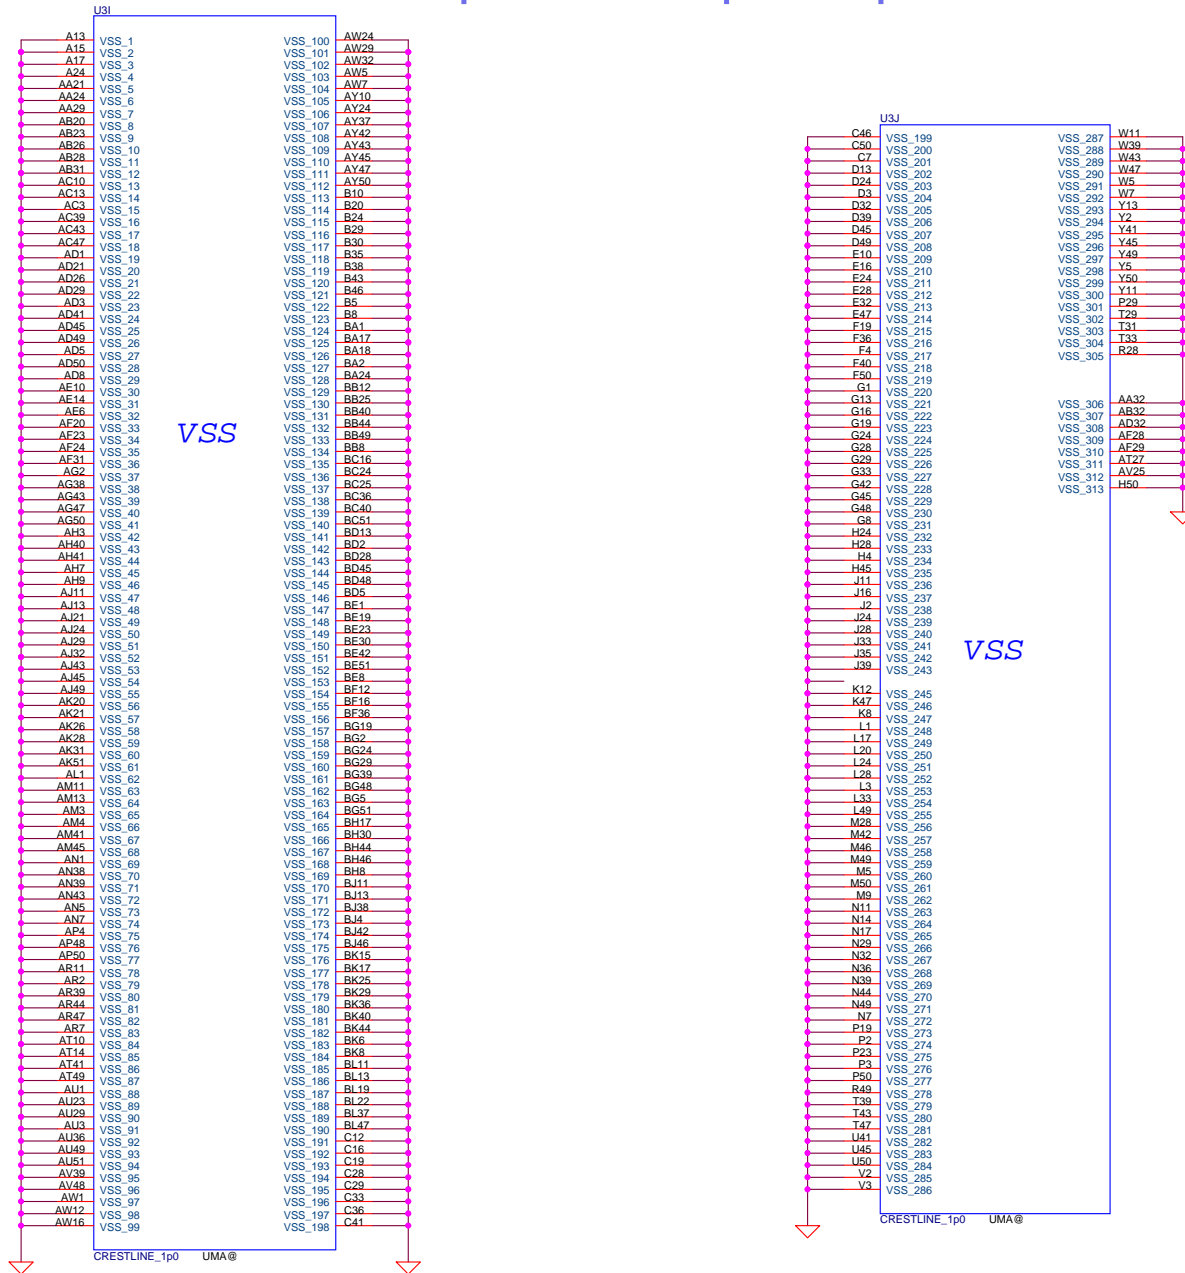 U3I
A13 VSS_1 VSS_100 AW24
A15 VSS_2 VSS_101 AW29
A17 VSS_3 VSS_102 AW32
A24 VSS_4 VSS_103 AW5
AA21 VSS_5 VSS_104 AW7
AA24 VSS_6 VSS_105 AY10
AA29 VSS_7 VSS_106 AY24
AB20 VSS_8 VSS_107 AY37
AB23 VSS_9 VSS_108 AY42
AB26 VSS_10 VSS_109 AY43
AB28 VSS_11 VSS_110 AY45
AB31 VSS_12 VSS_111 AY47
AC10 VSS_13 VSS_112 AY50
AC13 VSS_14 VSS_113 B10
AC3 VSS_15 VSS_114 B20
AC39 VSS_16 VSS_115 B24
AC43 VSS_17 VSS_116 B29
AC47 VSS_18 VSS_117 B30
AD1 VSS_19 VSS_118 B35
AD21 VSS_20 VSS_119 B38
AD26 VSS_21 VSS_120 B43
AD29 VSS_22 VSS_121 B46
AD3 VSS_23 VSS_122 B5
AD41 VSS_24 VSS_123 B8
AD45 VSS_25 VSS_124 BA1
AD49 VSS_26 VSS_125 BA17
AD5 VSS_27 VSS_126 BA18
AD50 VSS_28 VSS_127 BA2
AD8 VSS_29 VSS_128 BA24
AE10 VSS_30 VSS_129 BB12
AE14 VSS_31 VSS_130 BB25
AE6 VSS_32 VSS_131 BB40
AF20 VSS_33 VSS_132 BB44
AF23 VSS_34 VSS_133 BB49
AF24 VSS_35 VSS_134 BB8
AF31 VSS_36 VSS_135 BC16
AG2 VSS_37 VSS_136 BC24
AG38 VSS_38 VSS_137 BC25
AG43 VSS_39 VSS_138 BC36
AG47 VSS_40 VSS_139 BC40
AG50 VSS_41 VSS_140 BC51
AH3 VSS_42 VSS_141 BD13
AH40 VSS_43 VSS_142 BD2
AH41 VSS_44 VSS_143 BD28
AH7 VSS_45 VSS_144 BD45
AH9 VSS_46 VSS_145 BD48
AJ11 VSS_47 VSS_146 BD5
AJ13 VSS_48 VSS_147 BE1
AJ21 VSS_49 VSS_148 BE19
AJ24 VSS_50 VSS_149 BE23
AJ29 VSS_51 VSS_150 BE30
AJ32 VSS_52 VSS_151 BE42
AJ43 VSS_53 VSS_152 BE51
AJ45 VSS_54 VSS_153 BE8
AJ49 VSS_55 VSS_154 BF12
AK20 VSS_56 VSS_155 BF16
AK21 VSS_57 VSS_156 BF36
AK26 VSS_58 VSS_157 BG19
AK28 VSS_59 VSS_158 BG2
AK31 VSS_60 VSS_159 BG24
AK51 VSS_61 VSS_160 BG29
AL1 VSS_62 VSS_161 BG39
AM11 VSS_63 VSS_162 BG48
AM13 VSS_64 VSS_163 BG5
AM3 VSS_65 VSS_164 BG51
AM4 VSS_66 VSS_165 BH17
AM41 VSS_67 VSS_166 BH30
AM45 VSS_68 VSS_167 BH44
AN1 VSS_69 VSS_168 BH46
AN38 VSS_70 VSS_169 BH8
AN39 VSS_71 VSS_170 BJ11
AN43 VSS_72 VSS_171 BJ13
AN5 VSS_73 VSS_172 BJ38
AN7 VSS_74 VSS_173 BJ4
AP4 VSS_75 VSS_174 BJ42
AP48 VSS_76 VSS_175 BJ46
AP50 VSS_77 VSS_176 BK15
AR11 VSS_78 VSS_177 BK17
AR2 VSS_79 VSS_178 BK25
AR39 VSS_80 VSS_179 BK29
AR44 VSS_81 VSS_180 BK36
AR47 VSS_82 VSS_181 BK40
AR7 VSS_83 VSS_182 BK44
AT10 VSS_84 VSS_183 BK6
AT14 VSS_85 VSS_184 BK8
AT41 VSS_86 VSS_185 BL11
AT49 VSS_87 VSS_186 BL13
AU1 VSS_88 VSS_187 BL19
AU23 VSS_89 VSS_188 BL22
AU29 VSS_90 VSS_189 BL37
AU3 VSS_91 VSS_190 BL47
AU36 VSS_92 VSS_191 C12
AU49 VSS_93 VSS_192 C16
AU51 VSS_94 VSS_193 C19
AV39 VSS_95 VSS_194 C28
AV48 VSS_96 VSS_195 C29
AW1 VSS_97 VSS_196 C33
AW12 VSS_98 VSS_197 C36
AW16 VSS_99 VSS_198 C41
VSS
CRESTLINE_1p0 UMA@
U3J
C46 VSS_199 VSS_287 W11
C50 VSS_200 VSS_288 W39
C7 VSS_201 VSS_289 W43
D13 VSS_202 VSS_290 W47
D24 VSS_203 VSS_291 W5
D3 VSS_204 VSS_292 W7
D32 VSS_205 VSS_293 Y13
D39 VSS_206 VSS_294 Y2
D45 VSS_207 VSS_295 Y41
D49 VSS_208 VSS_296 Y45
E10 VSS_209 VSS_297 Y49
E16 VSS_210 VSS_298 Y5
E24 VSS_211 VSS_299 Y50
E28 VSS_212 VSS_300 Y11
E32 VSS_213 VSS_301 P29
E47 VSS_214 VSS_302 T29
F19 VSS_215 VSS_303 T31
F36 VSS_216 VSS_304 T33
F4 VSS_217 VSS_305 R28
F40 VSS_218
F50 VSS_219
G1 VSS_220
G13 VSS_221 VSS_306 AA32
G16 VSS_222 VSS_307 AB32
G19 VSS_223 VSS_308 AD32
G24 VSS_224 VSS_309 AF28
G28 VSS_225 VSS_310 AF29
G29 VSS_226 VSS_311 AT27
G33 VSS_227 VSS_312 AV25
G42 VSS_228 VSS_313 H50
G45 VSS_229
G48 VSS_230
G8 VSS_231
H24 VSS_232
H28 VSS_233
H4 VSS_234
H45 VSS_235
J11 VSS_236
J16 VSS_237
J2 VSS_238
J24 VSS_239
J28 VSS_240
J33 VSS_241
J35 VSS_242
J39 VSS_243
K12 VSS_245
K47 VSS_246
K8 VSS_247
L1 VSS_248
L17 VSS_249
L20 VSS_250
L24 VSS_251
L28 VSS_252
L3 VSS_253
L33 VSS_254
L49 VSS_255
M28 VSS_256
M42 VSS_257
M46 VSS_258
M49 VSS_259
M5 VSS_260
M50 VSS_261
M9 VSS_262
N11 VSS_263
N14 VSS_264
N17 VSS_265
N29 VSS_266
N32 VSS_267
N36 VSS_268
N39 VSS_269
N44 VSS_270
N49 VSS_271
N7 VSS_272
P19 VSS_273
P2 VSS_274
P23 VSS_275
P3 VSS_276
P50 VSS_277
R49 VSS_278
T39 VSS_279
T43 VSS_280
T47 VSS_281
U41 VSS_282
U45 VSS_283
U50 VSS_284
V2 VSS_285
V3 VSS_286
VSS
CRESTLINE_1p0 UMA@